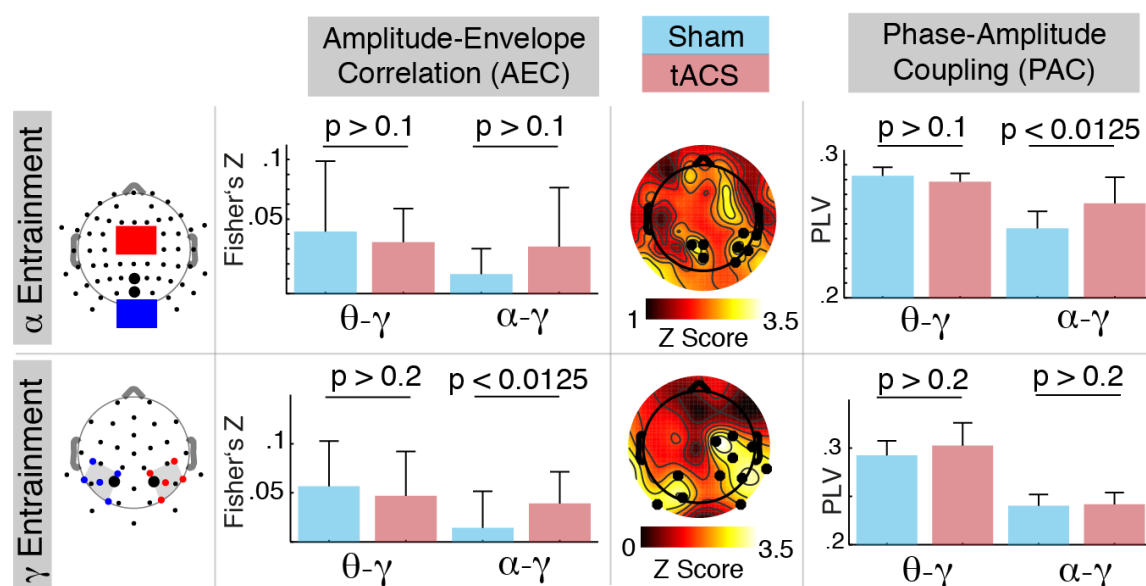 Amplitude-Envelope
Correlation (AEC)
Sham
tACS
Phase-Amplitude
Coupling (PAC)
α Entrainment
Fisher's Z
.1
.05
p > 0.1
p > 0.1
θ-γ
α-γ
1
3.5
Z Score
PLV
.3
.2
p > 0.1
p < 0.0125
θ-γ
α-γ
γ Entrainment
Fisher's Z
.1
.05
p > 0.2
p < 0.0125
θ-γ
α-γ
0
3.5
Z Score
PLV
.3
.2
p > 0.2
p > 0.2
θ-γ
α-γ